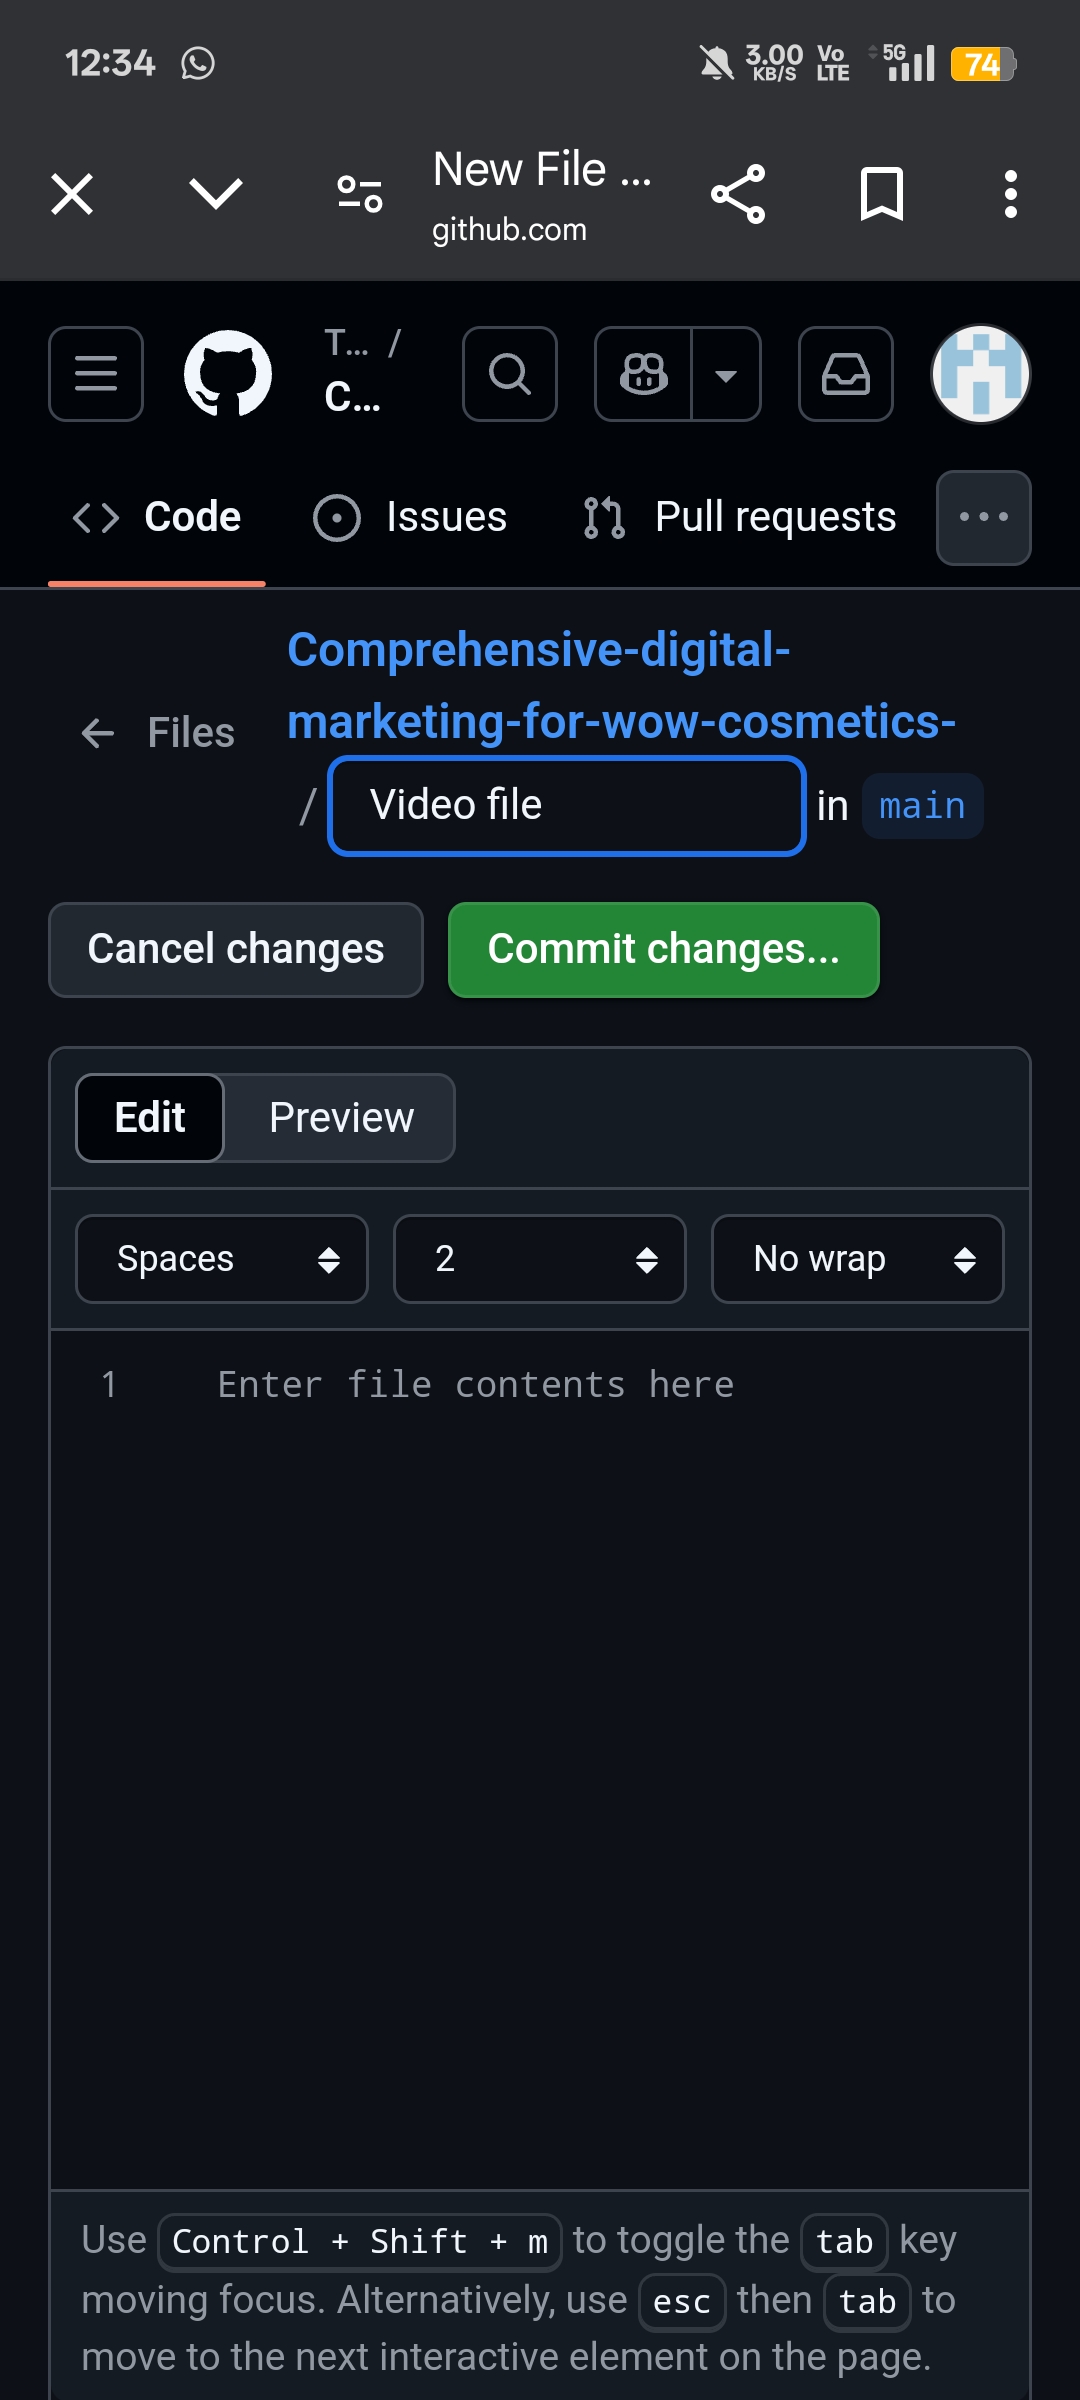 12:34 3.00 KB/S Vo LTE 5G 74
New File ...
github.com
T... /
C...
Code Issues Pull requests
Comprehensive-digital-
marketing-for-wow-cosmetics-
Files
/ Video file in main
Cancel changes Commit changes...
Edit Preview
Spaces 2 No wrap
1 Enter file contents here
Use Control + Shift + m to toggle the tab key
moving focus. Alternatively, use esc then tab to
move to the next interactive element on the page.